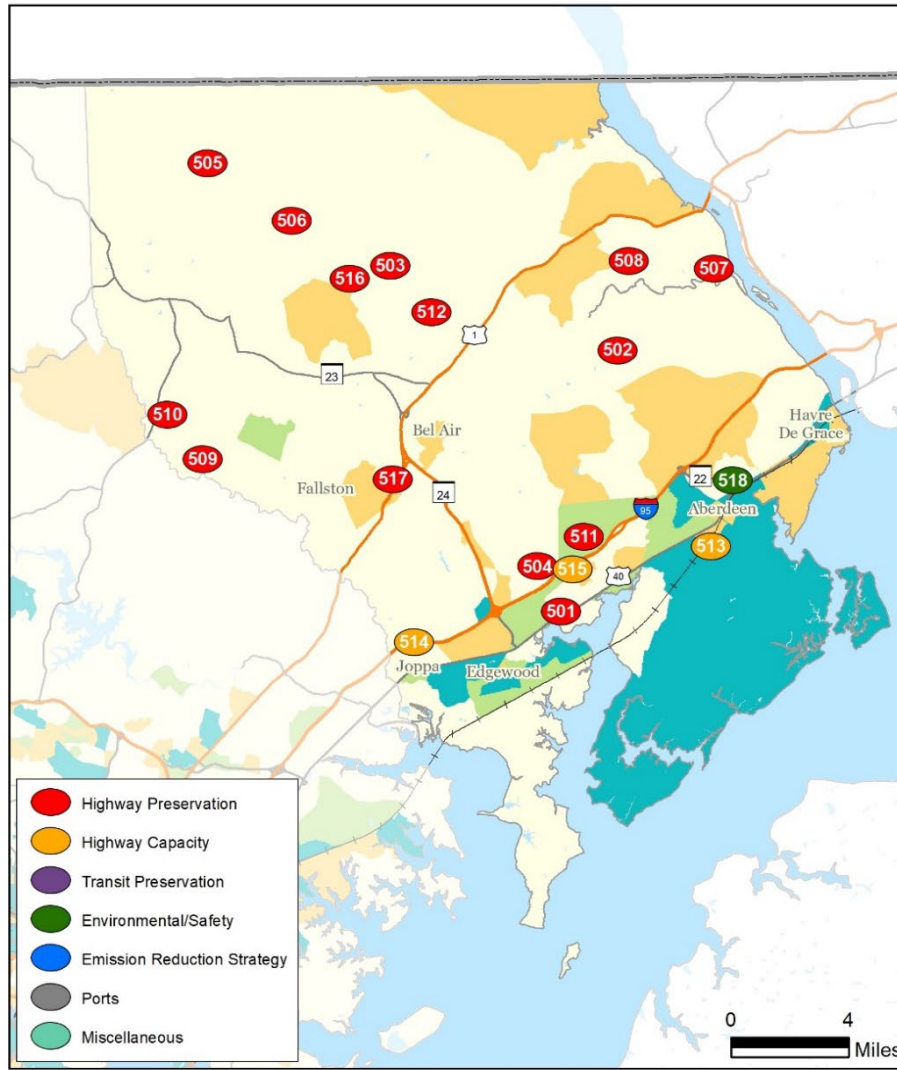 505
506
503
516
508
507
512
1
502
23
510
Bel Air
Havre
De Grace
509
Fallston
517
24
22
518
95
Aberdeen
511
513
504
515
40
501
514
Joppa
Edgewood
Highway Preservation
Highway Capacity
Transit Preservation
Environmental/Safety
Emission Reduction Strategy
Ports
Miscellaneous
0 4
Miles